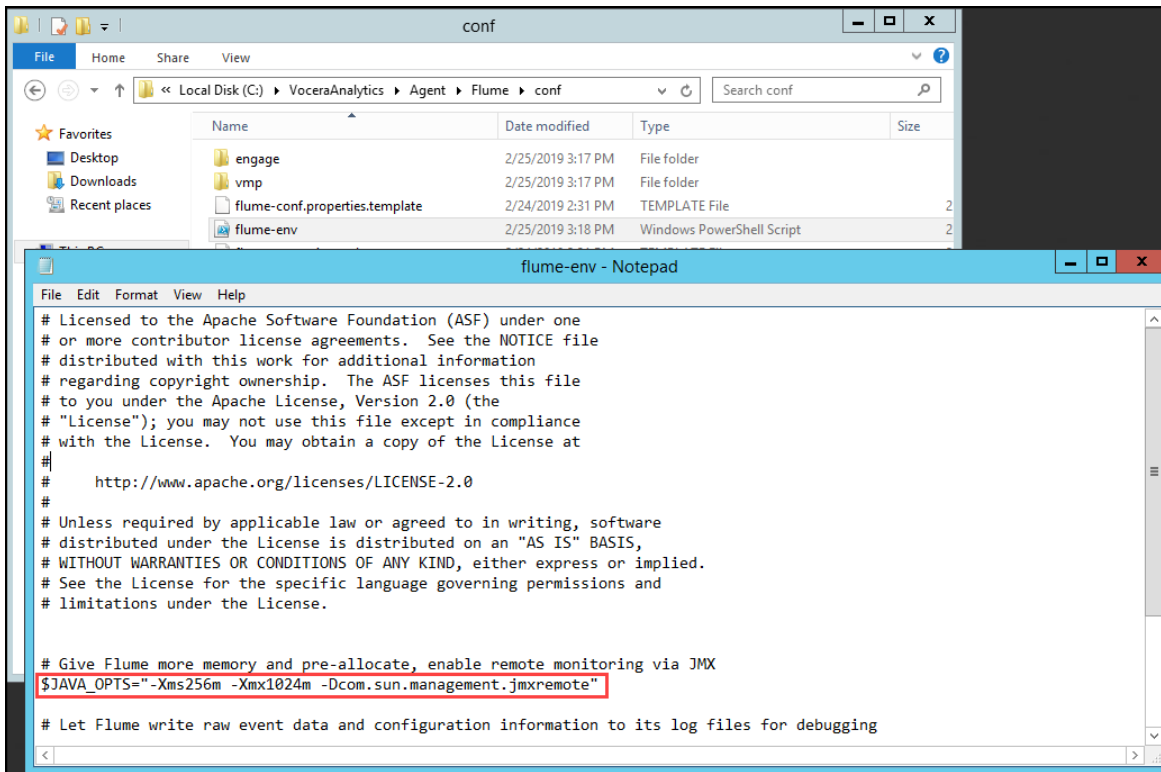 conf
File Home Share View
« Local Disk (C:) VoceraAnalytics Agent Flume conf Search conf
Favorites
Desktop
Downloads
Recent places
Name Date modified Type Size
engage 2/25/2019 3:17 PM File folder
vmp 2/25/2019 3:17 PM File folder
flume-conf.properties.template 2/24/2019 2:31 PM TEMPLATE File 2
flume-env 2/25/2019 3:18 PM Windows PowerShell Script 2
flume-env - Notepad
File Edit Format View Help
# Licensed to the Apache Software Foundation (ASF) under one
# or more contributor license agreements.  See the NOTICE file
# distributed with this work for additional information
# regarding copyright ownership.  The ASF licenses this file
# to you under the Apache License, Version 2.0 (the
# "License"); you may not use this file except in compliance
# with the License.  You may obtain a copy of the License at
#
#     http://www.apache.org/licenses/LICENSE-2.0
#
# Unless required by applicable law or agreed to in writing, software
# distributed under the License is distributed on an "AS IS" BASIS,
# WITHOUT WARRANTIES OR CONDITIONS OF ANY KIND, either express or implied.
# See the License for the specific language governing permissions and
# limitations under the License.
# Give Flume more memory and pre-allocate, enable remote monitoring via JMX
$JAVA_OPTS="-Xms256m -Xmx1024m -Dcom.sun.management.jmxremote"
# Let Flume write raw event data and configuration information to its log files for debugging